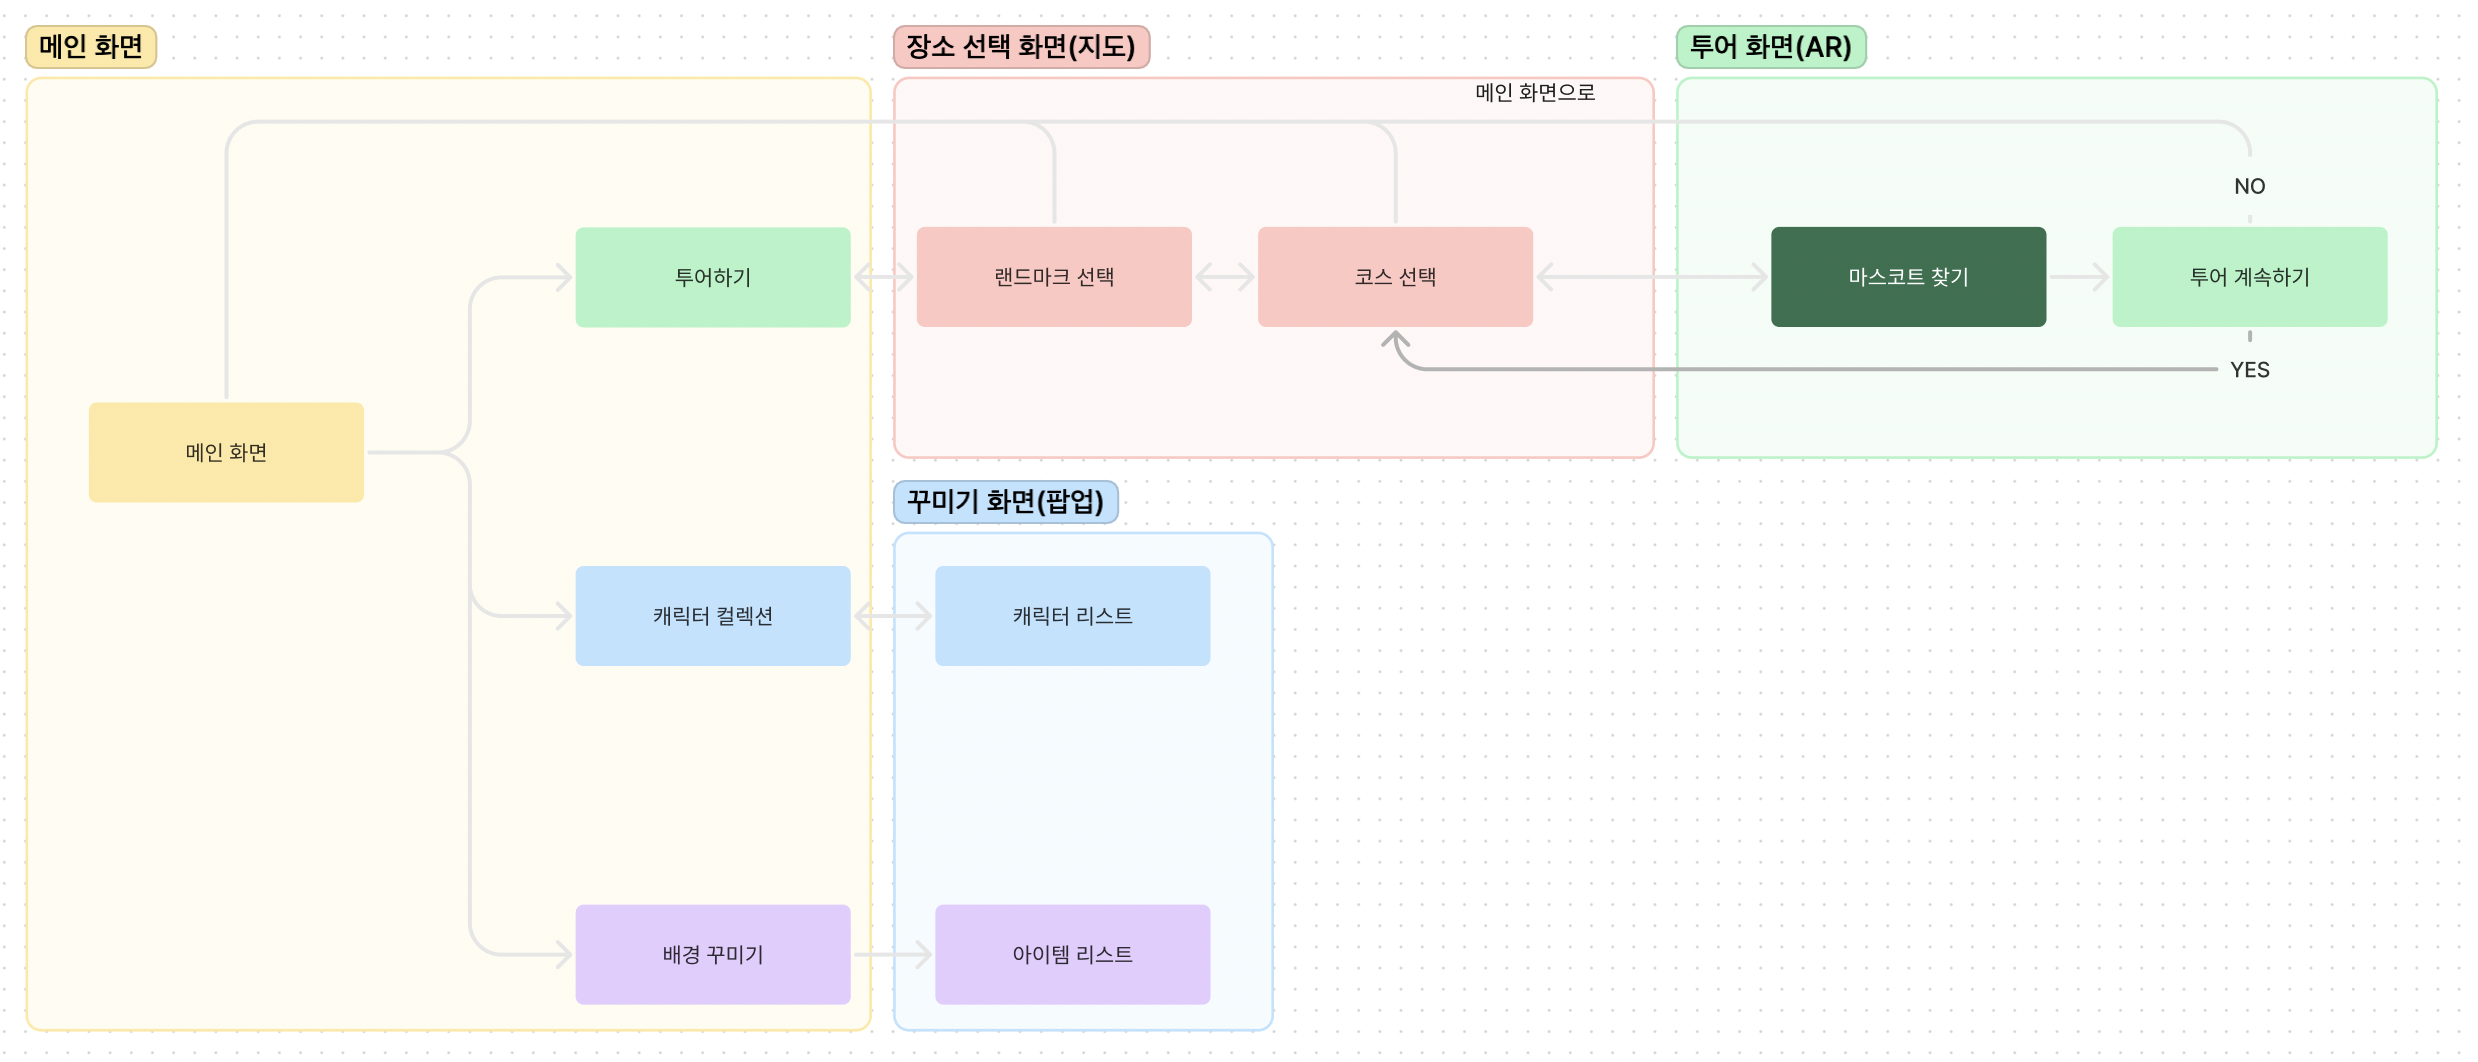 메인 화면
장소 선택 화면(지도)
투어 화면(AR)
메인 화면으로
NO
투어하기
랜드마크 선택
코스 선택
마스코트 찾기
투어 계속하기
YES
메인 화면
꾸미기 화면(팝업)
캐릭터 컬렉션
캐릭터 리스트
배경 꾸미기
아이템 리스트